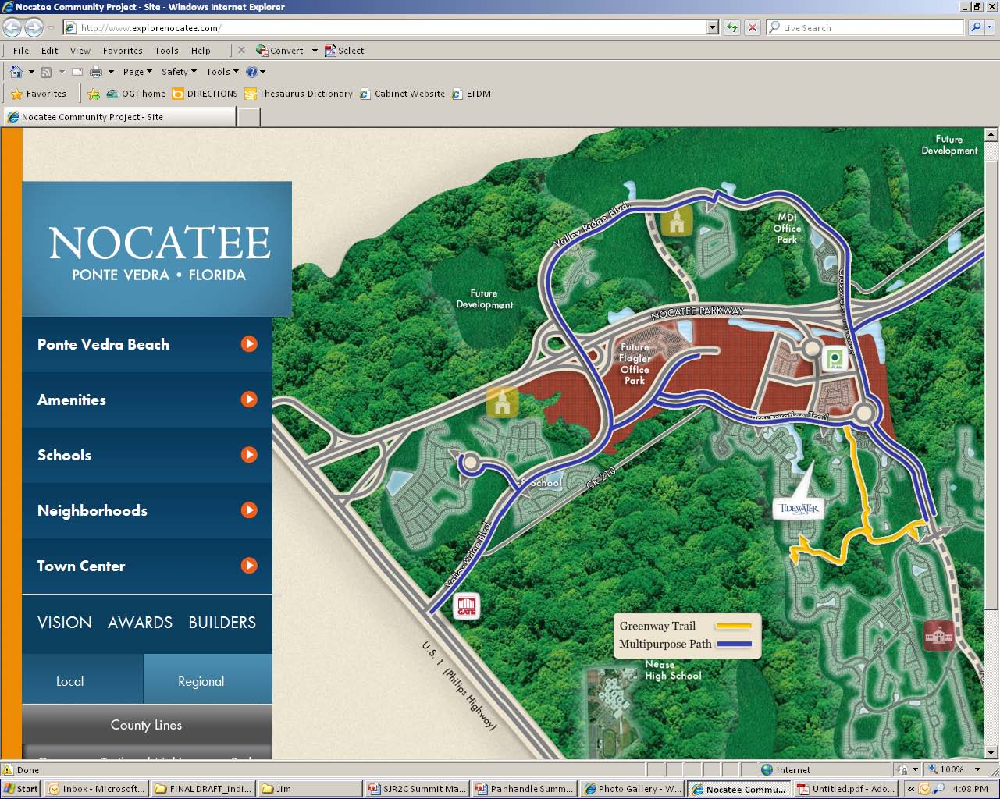 Nocatee Community Project - Site - Windows Internet Explorer
http://www.explorenocatee.com/
Live Search
File Edit View Favorites Tools Help
Convert
Select
Page Safety Tools
Favorites
OGT home
DIRECTIONS
Thesaurus-Dictionary
Cabinet Website
ETDM
Nocatee Community Project - Site
Future
Development
NOCATEE
PONTE VEDRA • FLORIDA
Ponte Vedra Beach
Amenities
Schools
Neighborhoods
Town Center
VISION AWARDS BUILDERS
Local
Regional
County Lines
Valley Ridge Blvd.
MDI
Office
Park
Future
Development
NOCATEE PARKWAY
Future
Flagler
Office
Park
School
CR 210
TIDEWATER
Valley Ridge Blvd.
GATE
U.S. 1 (Philips Highway)
Greenway Trail
Multipurpose Path
Nease
High School
Done
Internet
100%
Start
Inbox - Microsoft...
FINAL DRAFT_indi...
Jim
SJR2C Summit Ma...
Panhandle Summ...
Photo Gallery - W...
Nocatee Commu...
Untitled.pdf - Ado...
4:08 PM